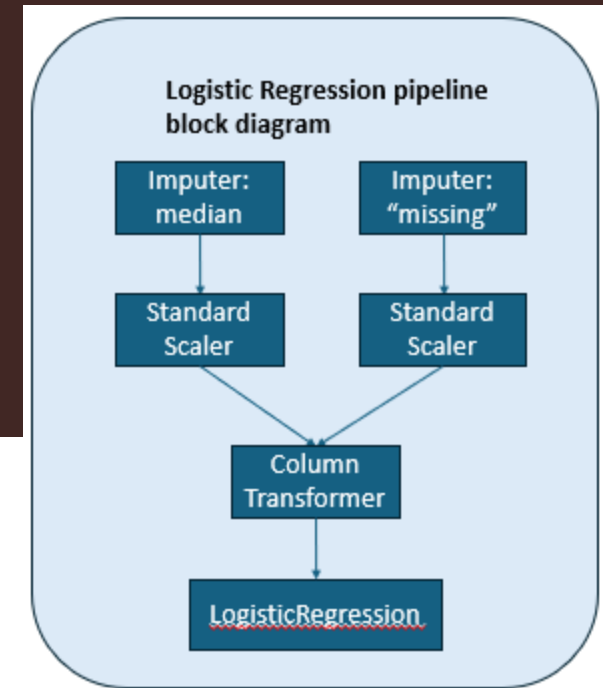 Logistic Regression pipeline
block diagram
Imputer:
median
Imputer:
“missing”
Standard
Scaler
Standard
Scaler
Column
Transformer
LogisticRegression